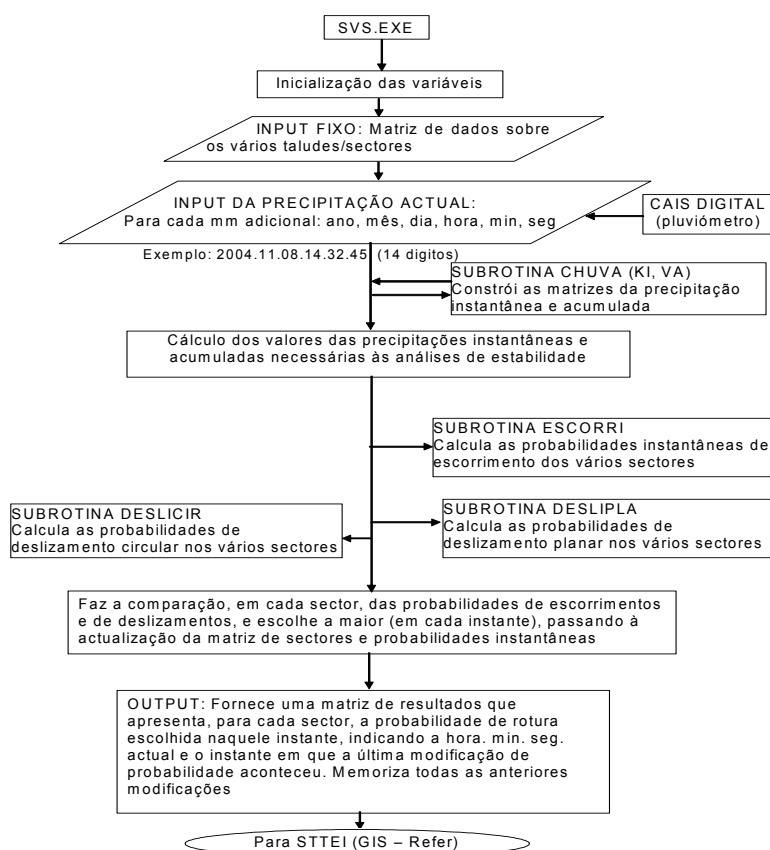 SVS.EXE
Inicialização das variáveis
INPUT FIXO: Matriz de dados sobre
os vários taludes/sectores
INPUT DA PRECIPITAÇÃO ACTUAL:
Para cada mm adicional: ano, mês, dia, hora, min, seg
CAIS DIGITAL
(pluviómetro)
Exemplo: 2004.11.08.14.32.45 (14 digitos)
SUBROTINA CHUVA (KI, VA)
Constrói as matrizes da precipitação
instantânea e acumulada
Cálculo dos valores das precipitações instantâneas e
acumuladas necessárias às análises de estabilidade
SUBROTINA ESCORRI
Calcula as probabilidades instantâneas de
escorrimento dos vários sectores
SUBROTINA DESLICIR
Calcula as probabilidades de
deslizamento circular nos vários sectores
SUBROTINA DESLIPLA
Calcula as probabilidades de
deslizamento planar nos vários sectores
Faz a comparação, em cada sector, das probabilidades de escorrimentos
e de deslizamentos, e escolhe a maior (em cada instante), passando à
actualização da matriz de sectores e probabilidades instantâneas
OUTPUT: Fornece uma matriz de resultados que
apresenta, para cada sector, a probabilidade de rotura
escolhida naquele instante, indicando a hora. min. seg.
actual e o instante em que a última modificação de
probabilidade aconteceu. Memoriza todas as anteriores
modificações
Para STTEI (GIS – Refer)